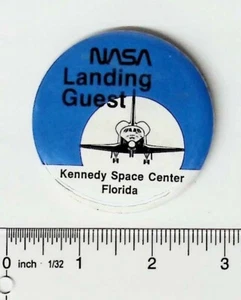 NASA
Landing
Guest
Kennedy Space Center
Florida
0 inch 1/32 1 2 3